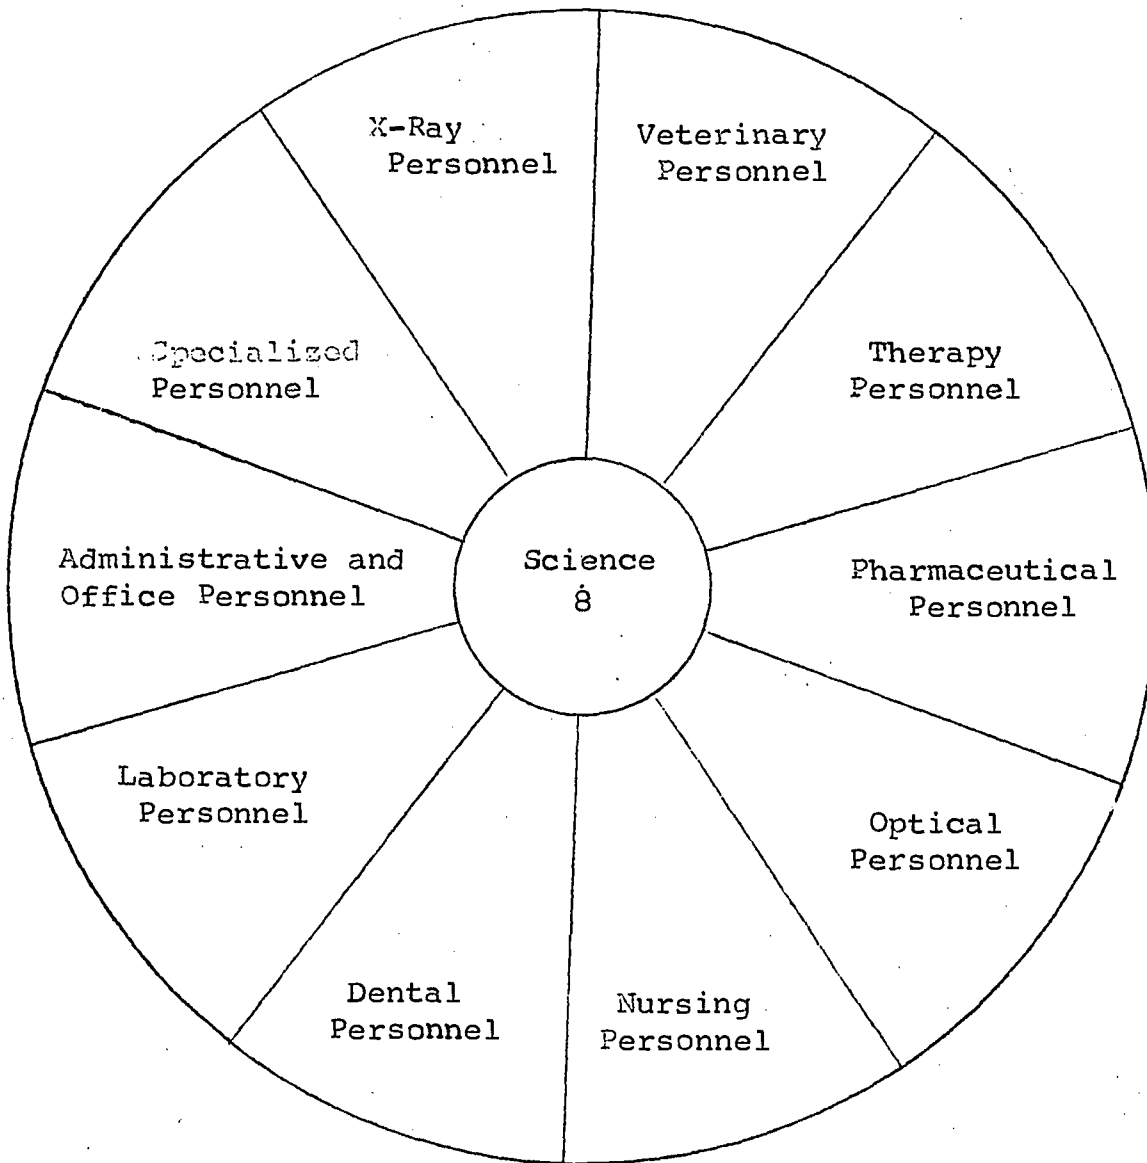 X-Ray
Personnel
Veterinary
Personnel
Therapy
Personnel
Pharmaceutical
Personnel
Optical
Personnel
Nursing
Personnel
Dental
Personnel
Laboratory
Personnel
Administrative and
Office Personnel
Specialized
Personnel
Science
8